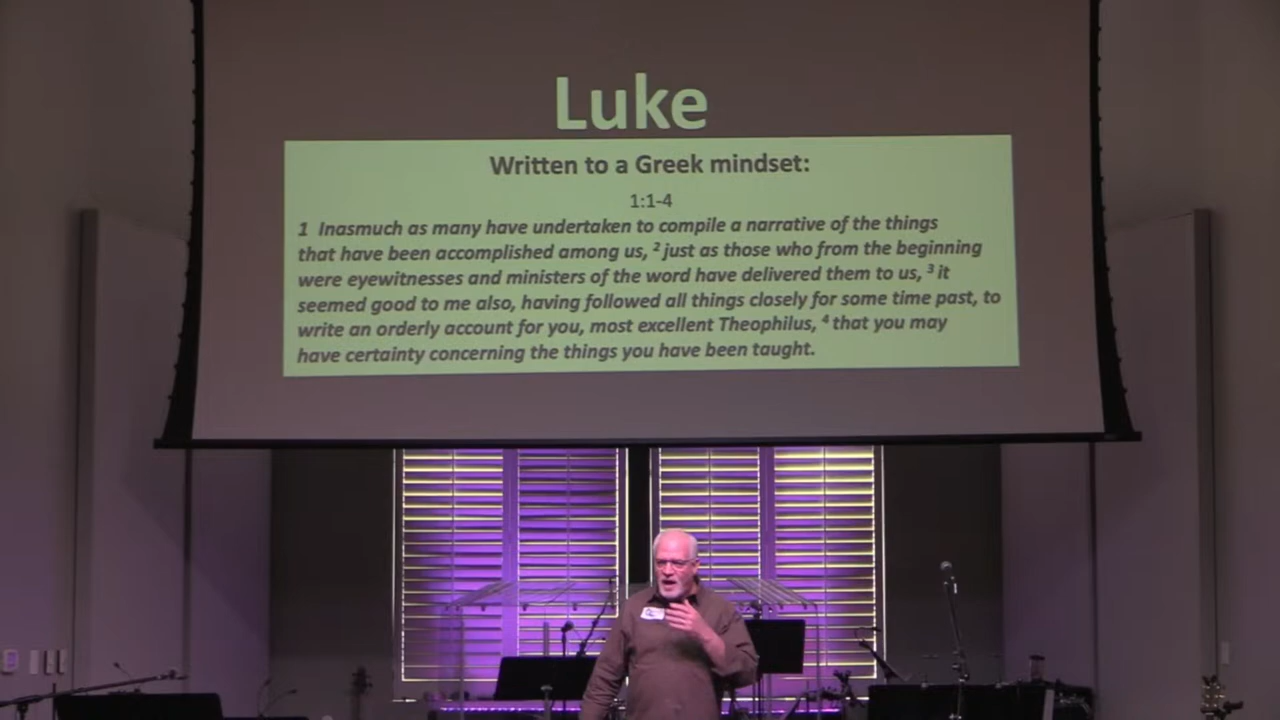 Luke
Written to a Greek mindset:
1:1-4
1 Inasmuch as many have undertaken to compile a narrative of the things
that have been accomplished among us, ² just as those who from the beginning
were eyewitnesses and ministers of the word have delivered them to us, ³ it
seemed good to me also, having followed all things closely for some time past, to
write an orderly account for you, most excellent Theophilus, ⁴ that you may
have certainty concerning the things you have been taught.